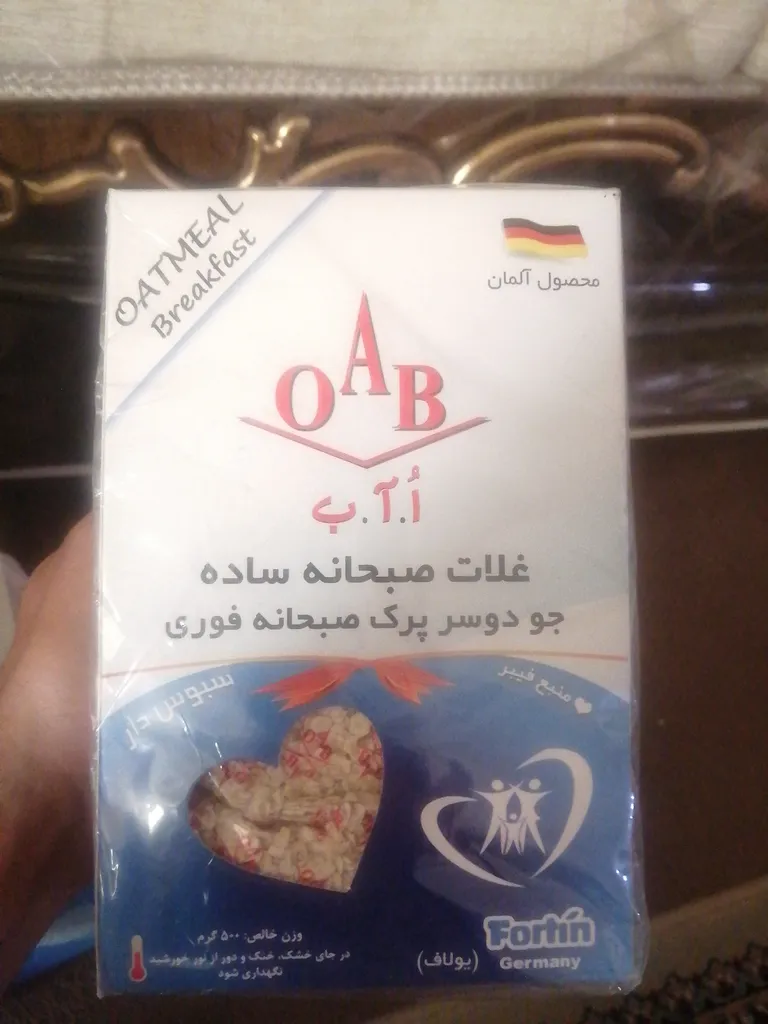 OATMEAL
Breakfast
محصول آلمان
OAB
اُ.آ.ب
غلات صبحانه ساده
جو دوسر پرک صبحانه فوری
سبوس دار
منبع فیبر
وزن خالص: ۵۰۰ گرم
در جای خشک، خنک و دور از نور خورشید
نگهداری شود
(یولاف)
Fortin
Germany